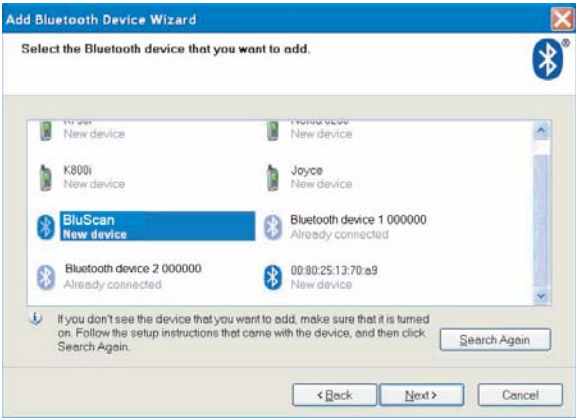 Add Bluetooth Device Wizard
Select the Bluetooth device that you want to add.
®
New device
New device
K800i
New device
Joyce
New device
BluScan
New device
Bluetooth device 1 000000
Already connected
Bluetooth device 2 000000
Already connected
00:80:25:13:70:a9
New device
If you don't see the device that you want to add, make sure that it is turned
on. Follow the setup instructions that came with the device, and then click
Search Again.
Search Again
< Back
Next >
Cancel